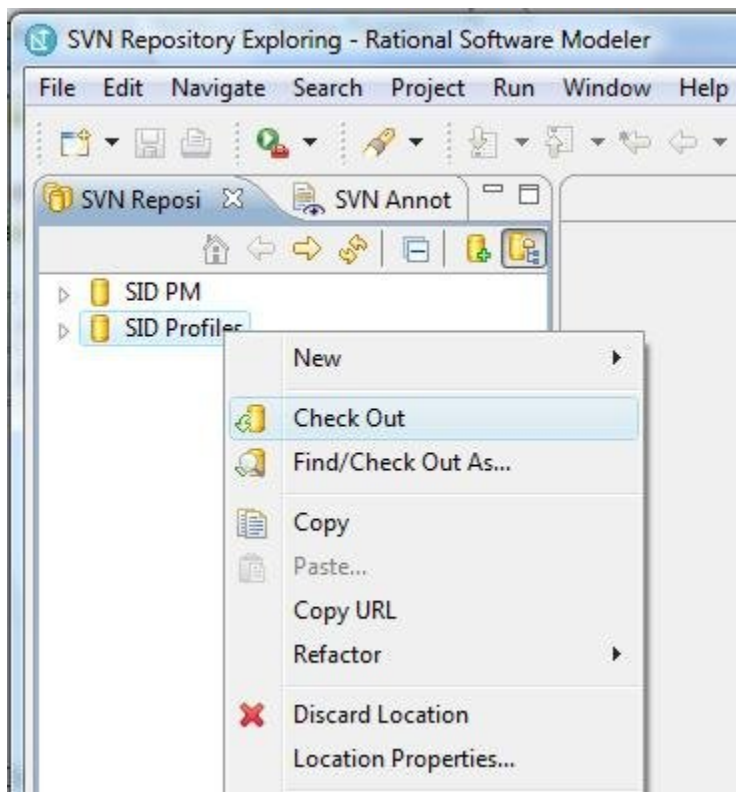 SVN Repository Exploring - Rational Software Modeler
File Edit Navigate Search Project Run Window Help
SVN Reposi SVN Annot
SID PM
SID Profiles
New
Check Out
Find/Check Out As...
Copy
Paste...
Copy URL
Refactor
Discard Location
Location Properties...